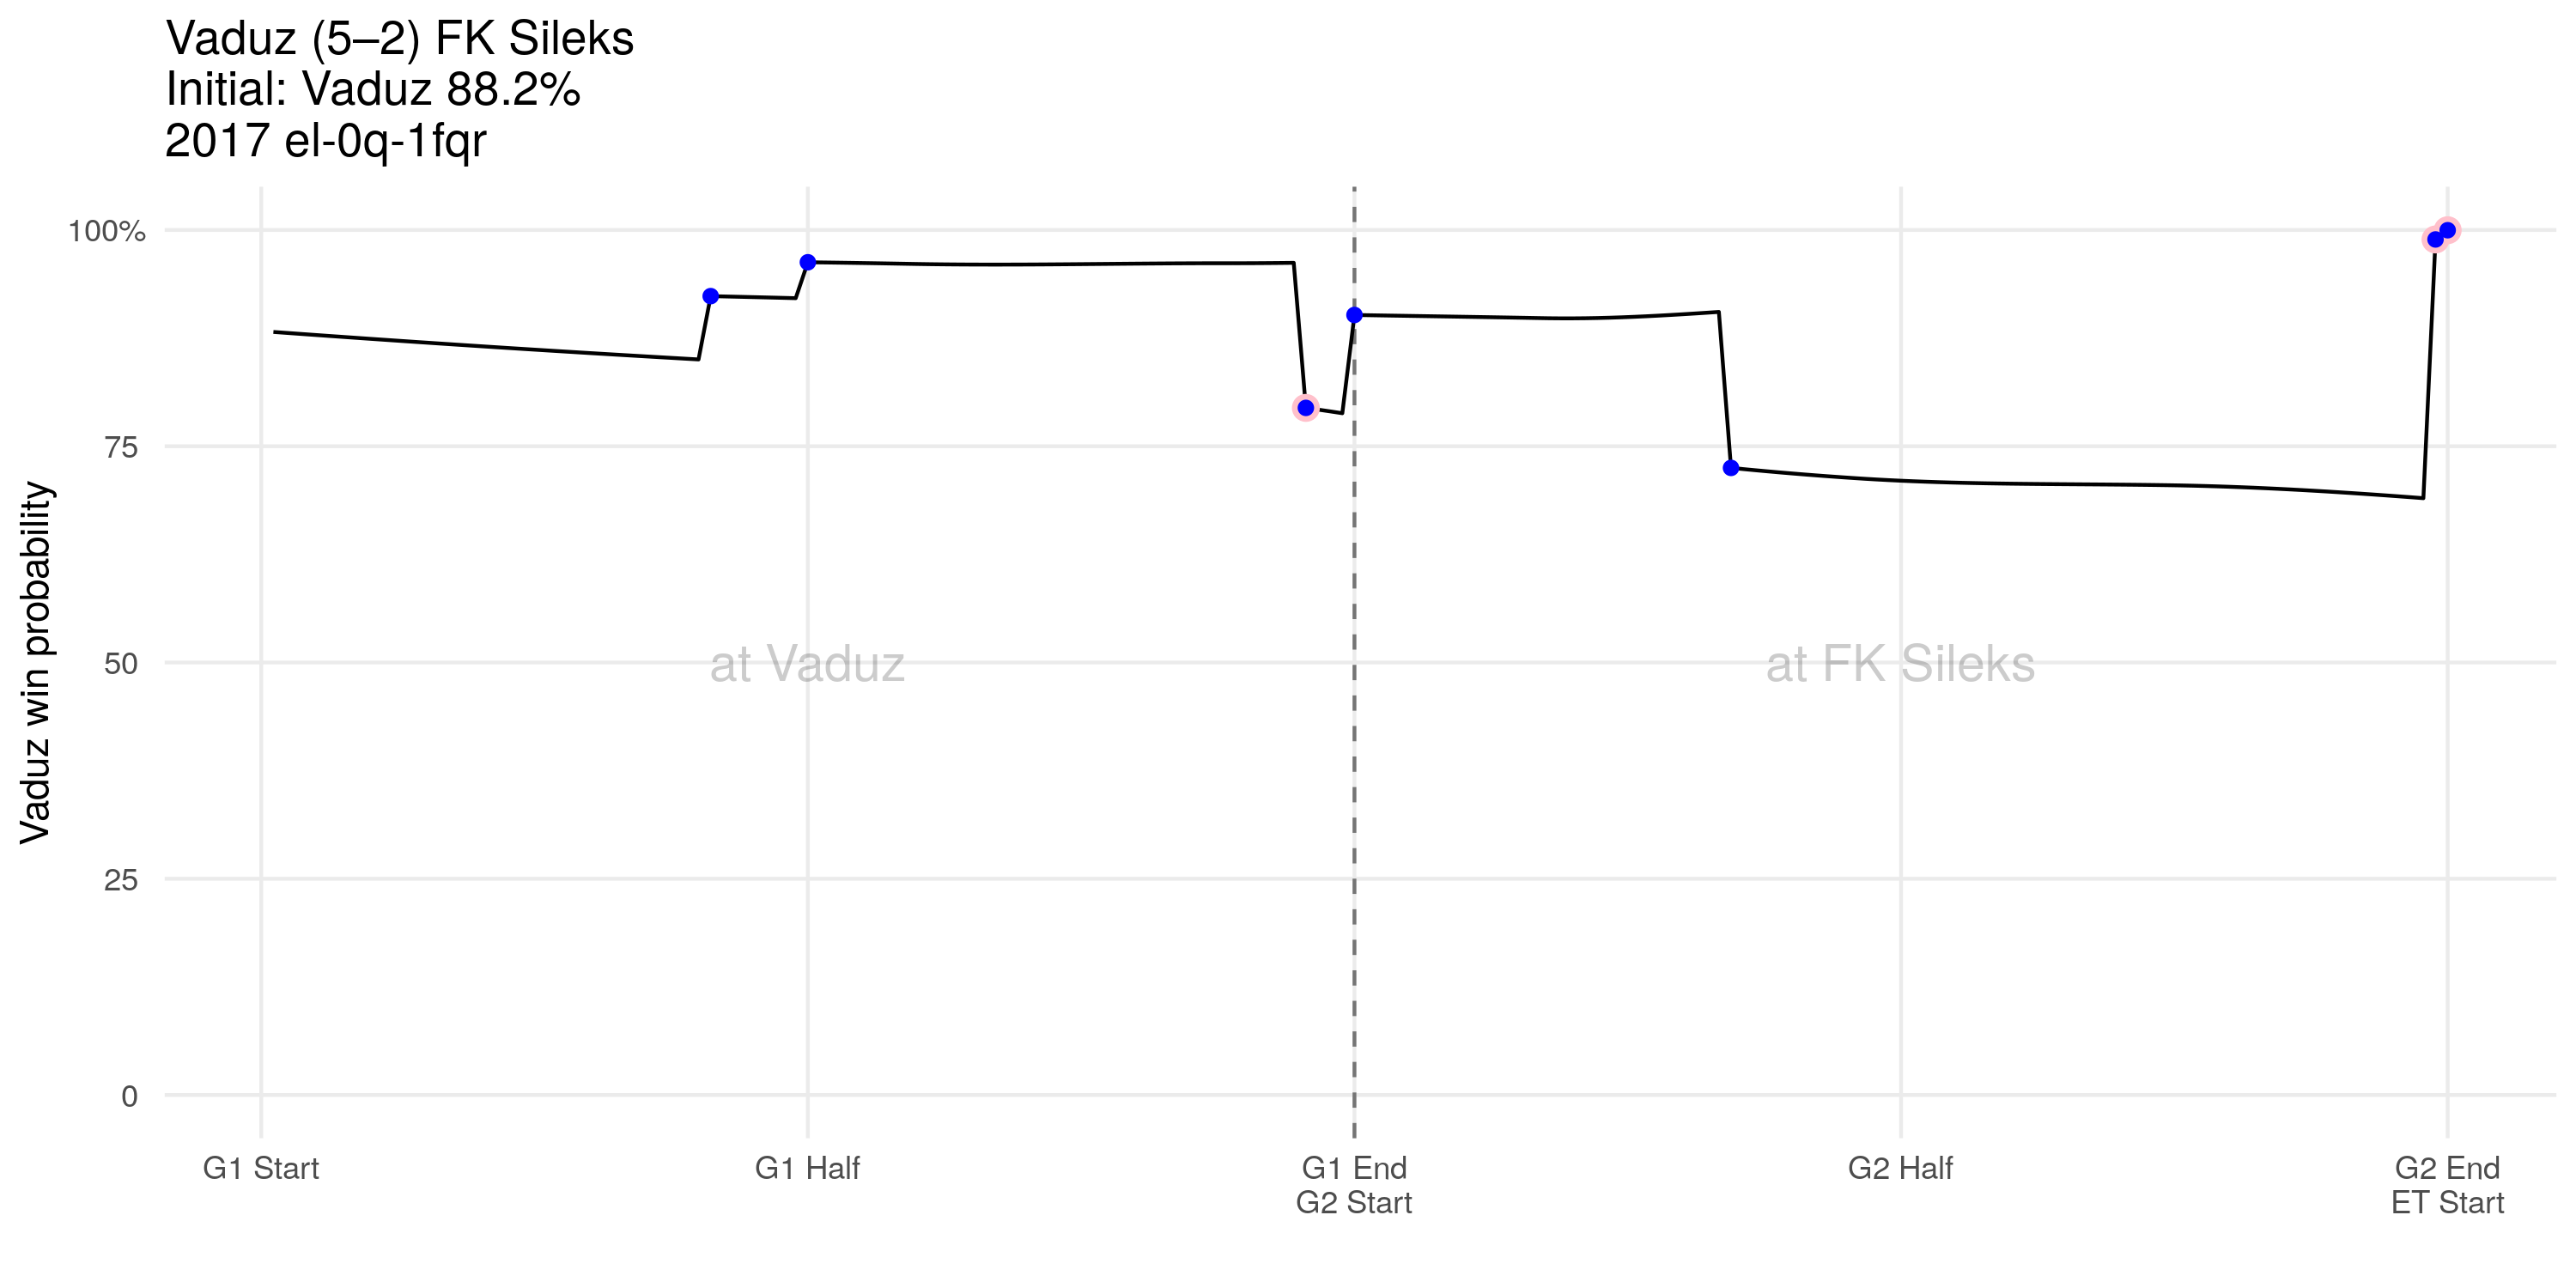 Vaduz (5–2) FK Sileks
Initial: Vaduz 88.2%
2017 el-0q-1fqr
Vaduz win probability
100%
75
50
25
0
at Vaduz
at FK Sileks
G1 Start
G1 Half
G1 End
G2 Start
G2 Half
G2 End
ET Start